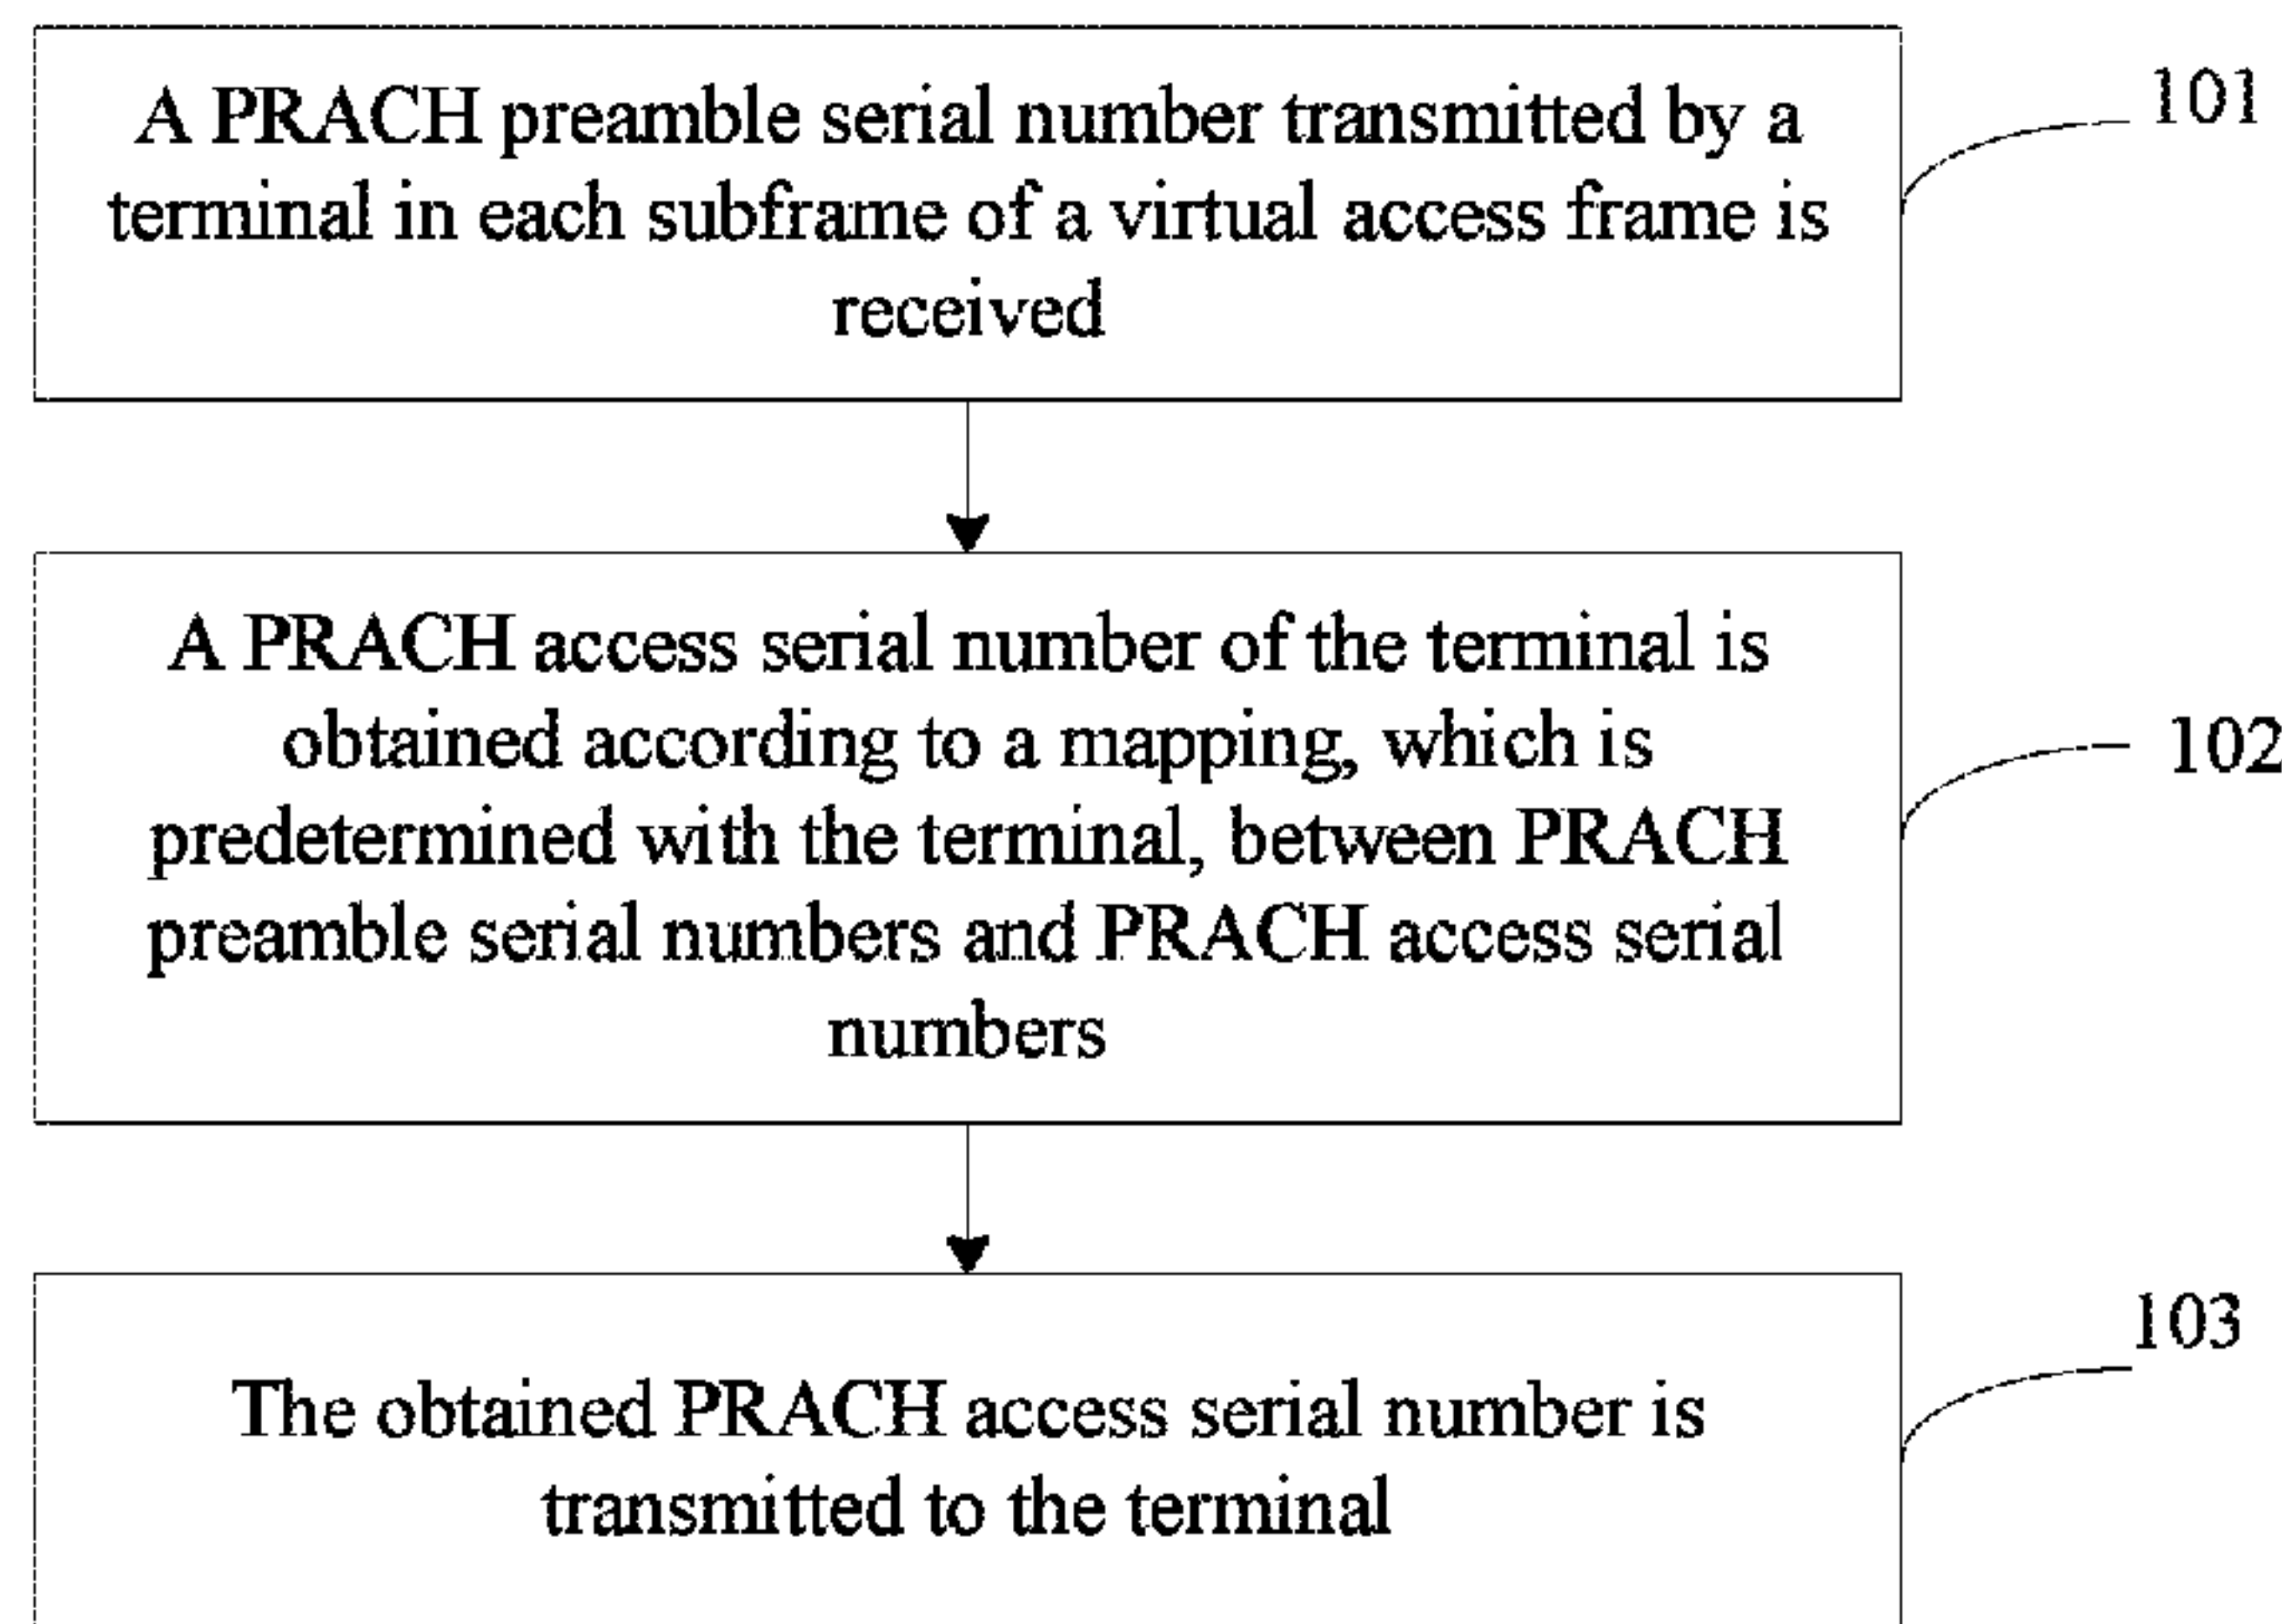 A PRACH preamble serial number transmitted by a
terminal in each subframe of a virtual access frame is
received
101
A PRACH access serial number of the terminal is
obtained according to a mapping, which is
predetermined with the terminal, between PRACH
preamble serial numbers and PRACH access serial
numbers
102
The obtained PRACH access serial number is
transmitted to the terminal
103